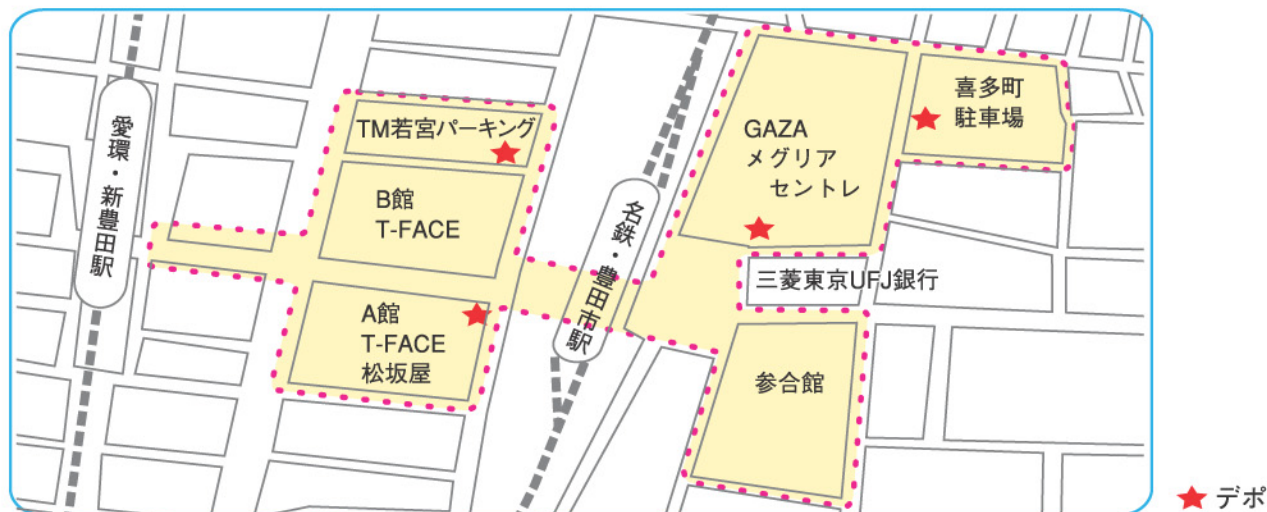 愛環・新豊田駅
TM若宮パーキング
B館
T-FACE
A館
T-FACE
松坂屋
名鉄・豊田市駅
GAZA
メグリア
セントレ
喜多町
駐車場
三菱東京UFJ銀行
参合館
デポ